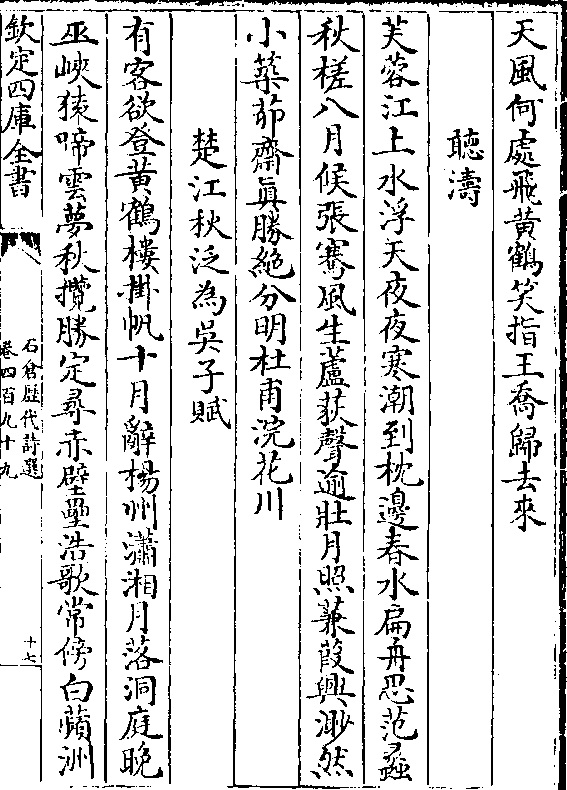 天風何處飛黃鶴笑指王喬歸去來
聽濤
芙蓉江上水浮天夜夜寒潮到枕邊春水扁舟思范蠡
秋槎八月候張騫風生蘆荻聲逾壯月照蒹葭興渺然
小築茆齋真勝絶分明杜甫浣花川
楚江秋泛為吳子賦
有客欲登黃鶴樓掛帆十月辭楊州瀟湘月落洞庭晚
巫峽猿啼雲夢秋攬勝定尋赤壁壘浩歌常傍白蘋洲
欽定四庫全書
石倉歷代詩選
卷四百九十九
十七